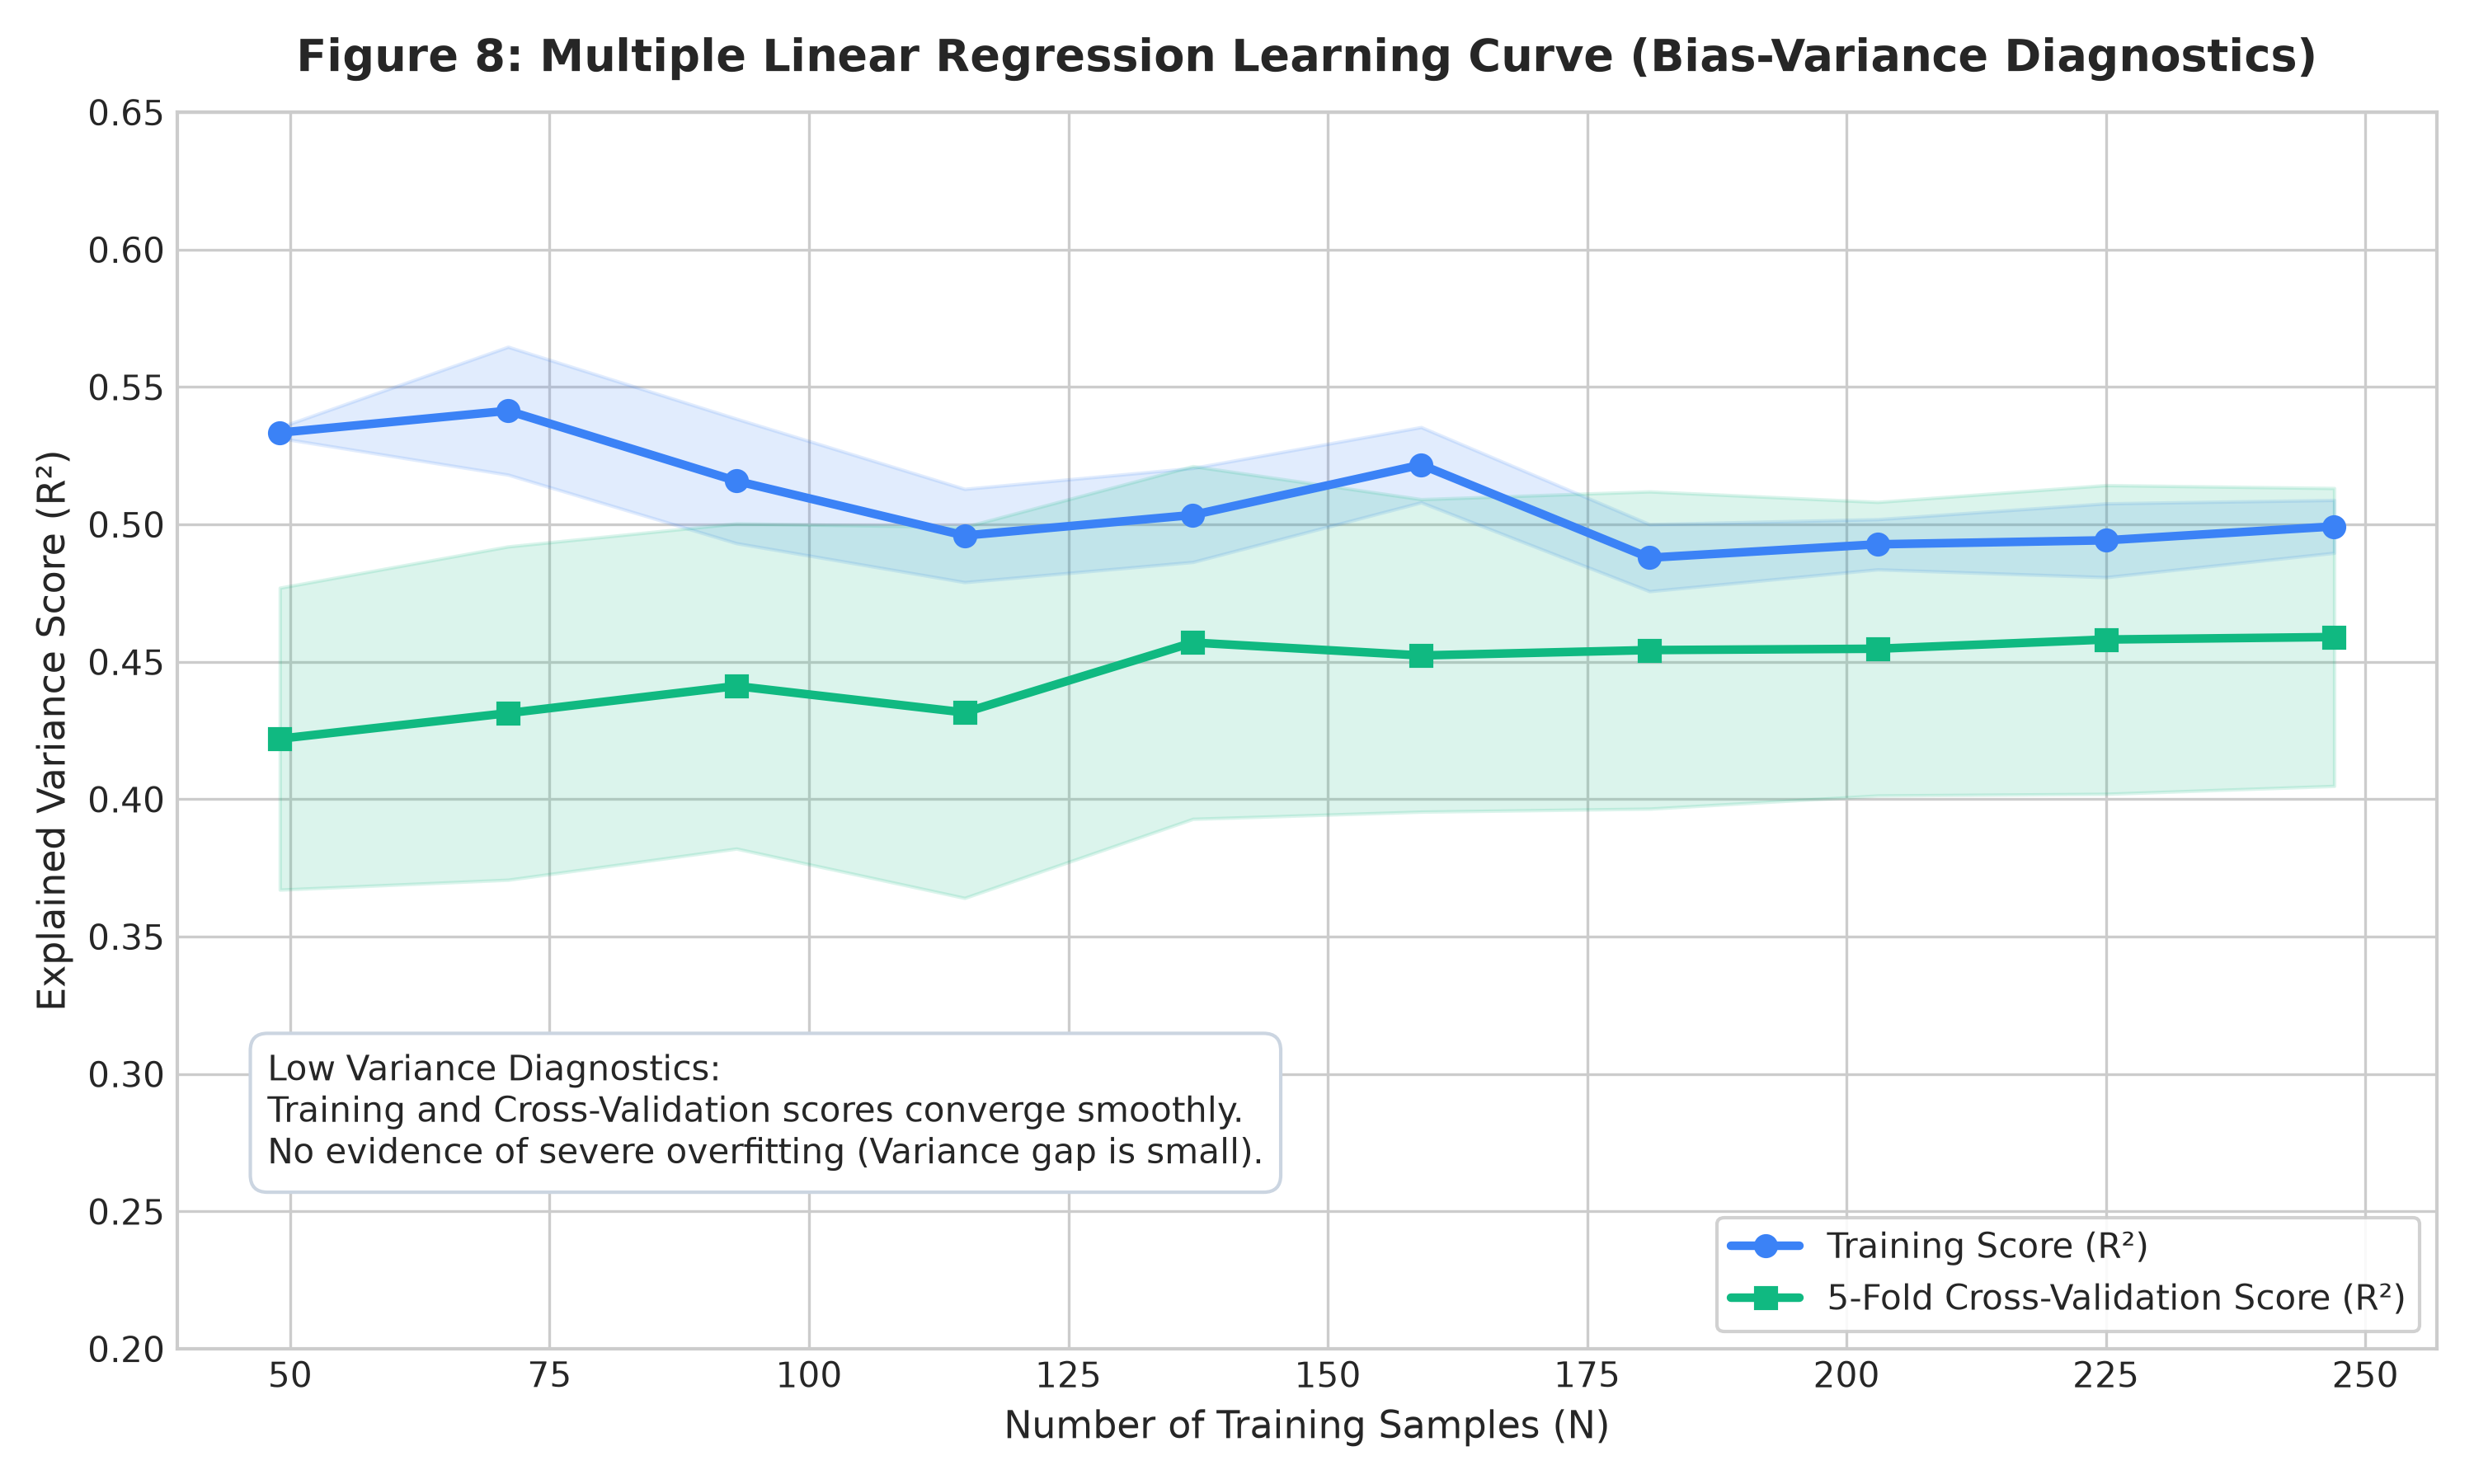 Figure 8: Multiple Linear Regression Learning Curve (Bias-Variance Diagnostics)
Explained Variance Score (R²)
0.65
0.60
0.55
0.50
0.45
0.40
0.35
0.30
0.25
0.20
Low Variance Diagnostics:
Training and Cross-Validation scores converge smoothly.
No evidence of severe overfitting (Variance gap is small).
Training Score (R²)
5-Fold Cross-Validation Score (R²)
50 75 100 125 150 175 200 225 250
Number of Training Samples (N)